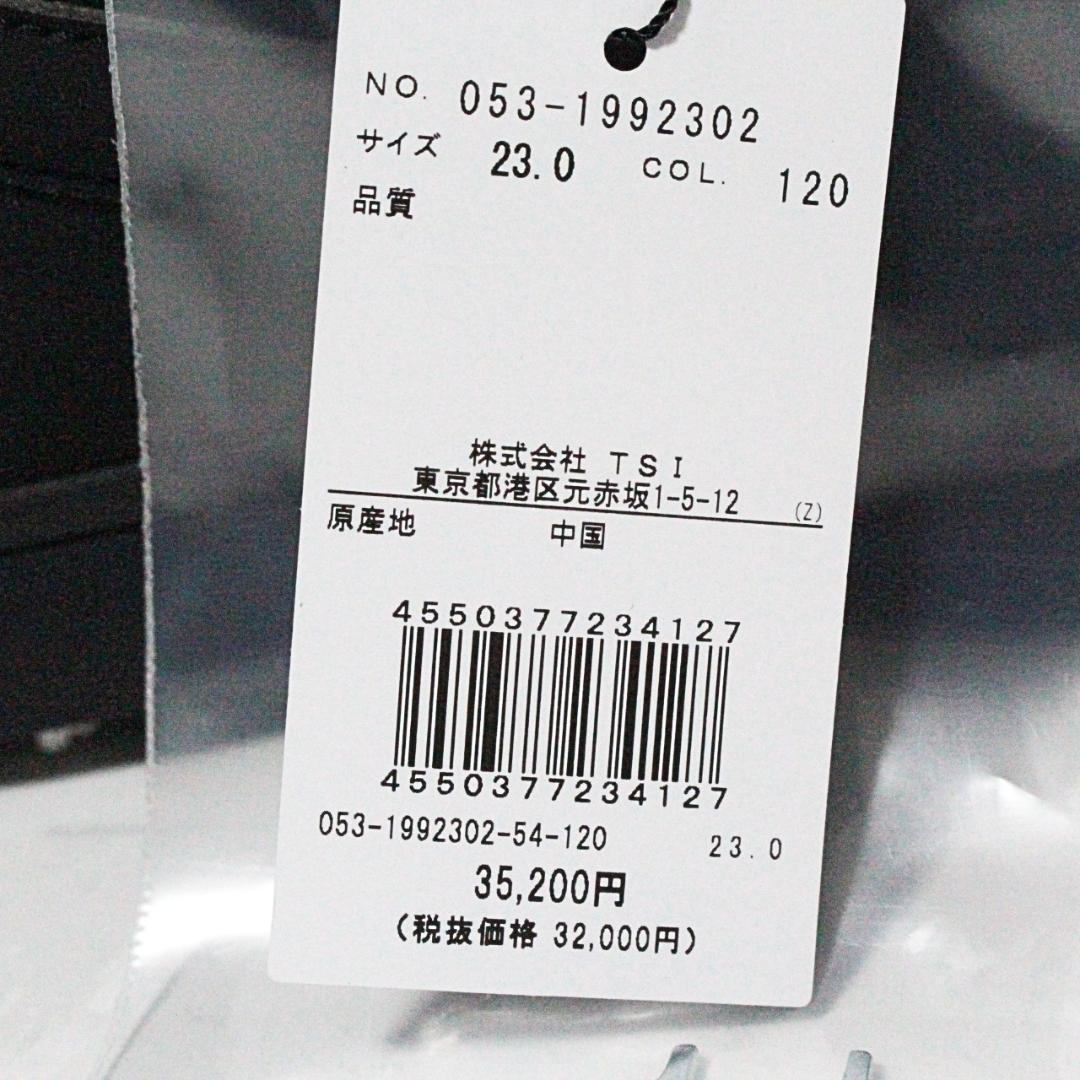 NO. 053-1992302
サイズ 23.0 COL. 120
品質
株式会社 TSI
東京都港区元赤坂1-5-12 (Z)
原産地 中国
4550377234127
4550377234127
053-1992302-54-120 23.0
35,200円
(税抜価格 32,000円)